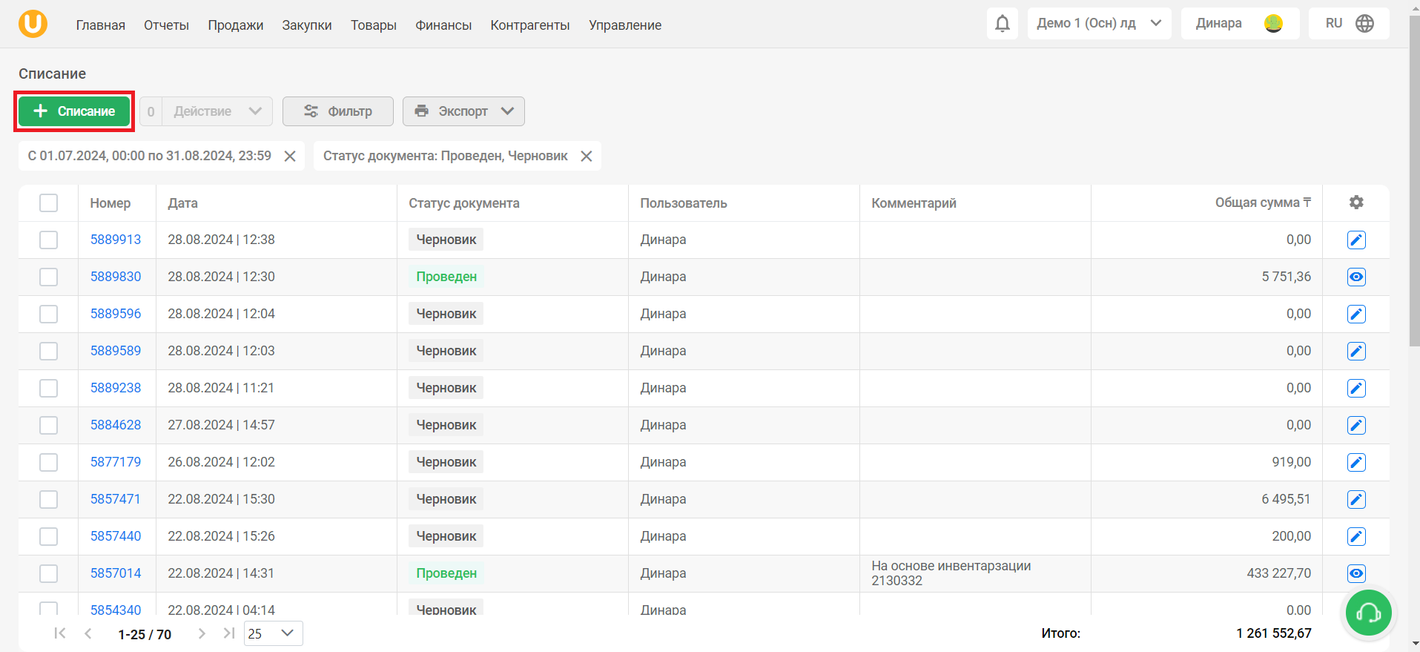 Главная Отчеты Продажи Закупки Товары Финансы Контрагенты Управление Демо 1 (Осн) лд Динара RU
Списание
+ Списание 0 Действие Фильтр Экспорт
С 01.07.2024, 00:00 по 31.08.2024, 23:59 Статус документа: Проведен, Черновик
Номер Дата Статус документа Пользователь Комментарий Общая сумма ₸
5889913 28.08.2024 | 12:38 Черновик Динара 0,00
5889830 28.08.2024 | 12:30 Проведен Динара 5 751,36
5889596 28.08.2024 | 12:04 Черновик Динара 0,00
5889589 28.08.2024 | 12:03 Черновик Динара 0,00
5889238 28.08.2024 | 11:21 Черновик Динара 0,00
5884628 27.08.2024 | 14:57 Черновик Динара 0,00
5877179 26.08.2024 | 12:02 Черновик Динара 919,00
5857471 22.08.2024 | 15:30 Черновик Динара 6 495,51
5857440 22.08.2024 | 15:26 Черновик Динара 200,00
5857014 22.08.2024 | 14:31 Проведен Динара На основе инвентарзации 433 227,70
2130332
5854340 22.08.2024 | 04:14 Черновик Динара 0,00
1-25 / 70 25 Итого: 1 261 552,67